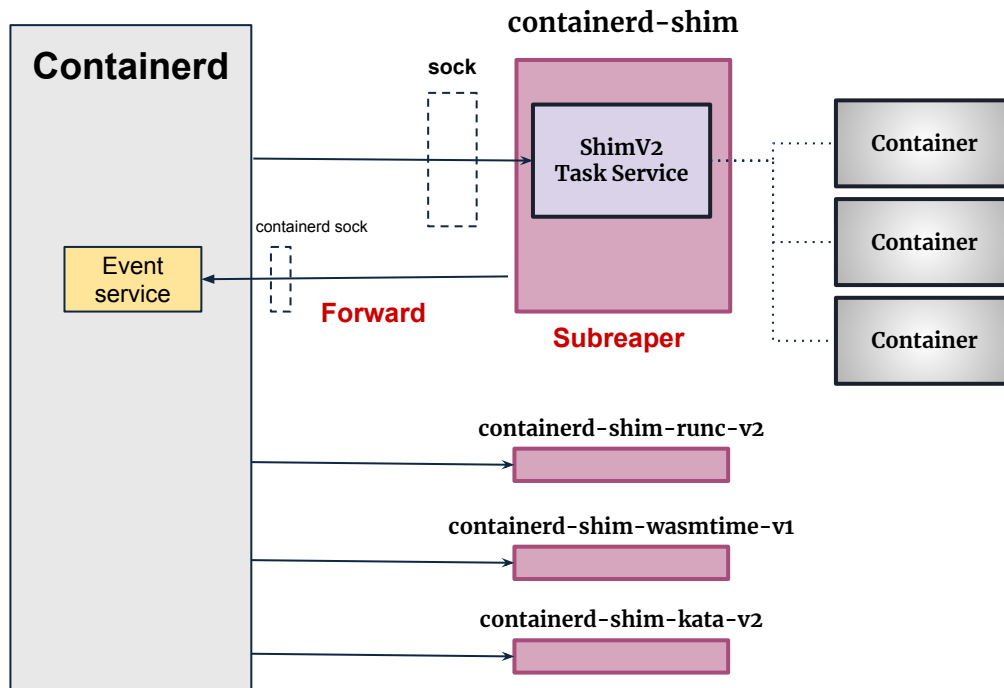 containerd-shim
Containerd
sock
ShimV2
Task Service
Container
Container
Container
containerd sock
Event
service
Forward
Subreaper
containerd-shim-runc-v2
containerd-shim-wasmtime-v1
containerd-shim-kata-v2